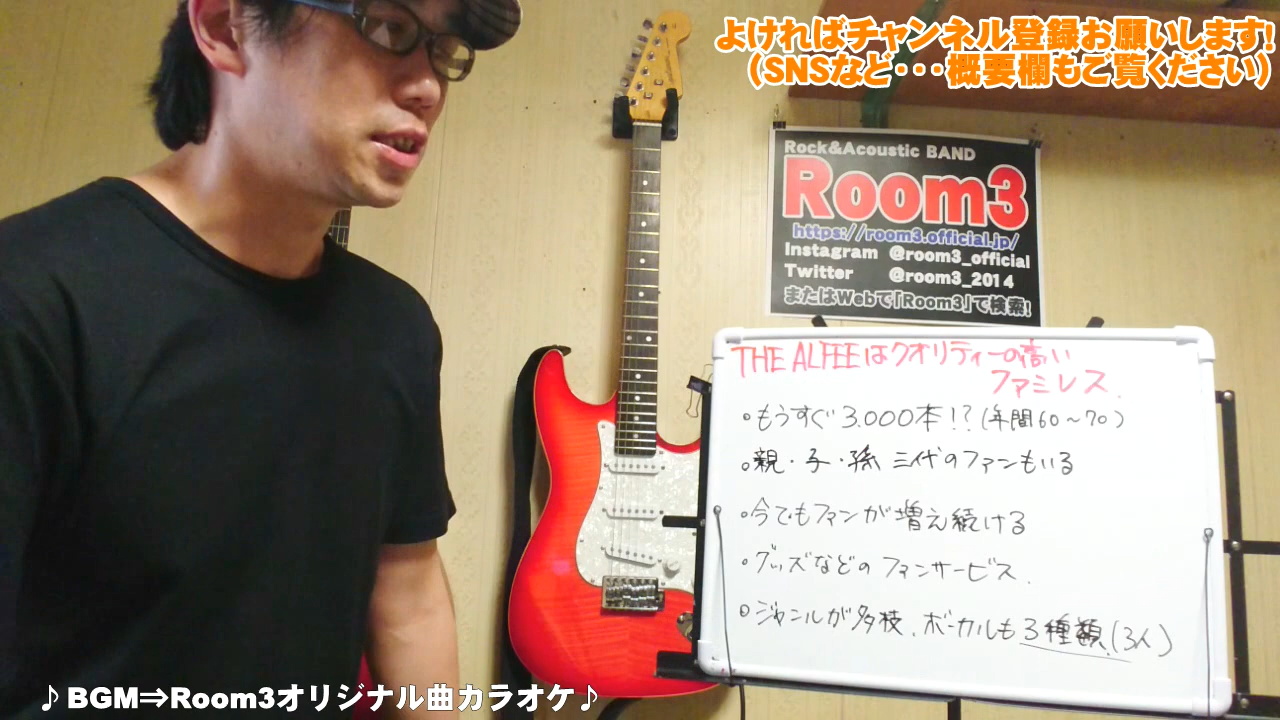 よければチャンネル登録お願いします!
(SNSなど・・・概要欄もご覧ください)
Rock&Acoustic BAND
Room3
https://room3.official.jp/
Instagram @room3_official
Twitter @room3_2014
またはWebで「Room3」で検索!
THE ALFEEはクオリティーの高い
ファミレス.
・もうすぐ3.000本!?(年間60〜70)
・親・子・孫 三代のファンもいる
・今でもファンが増え続ける
・グッズなどのファンサービス.
・ジャンルが多枝、ボーカルも3種類.(3人)
♪BGM⇒Room3オリジナル曲カラオケ♪